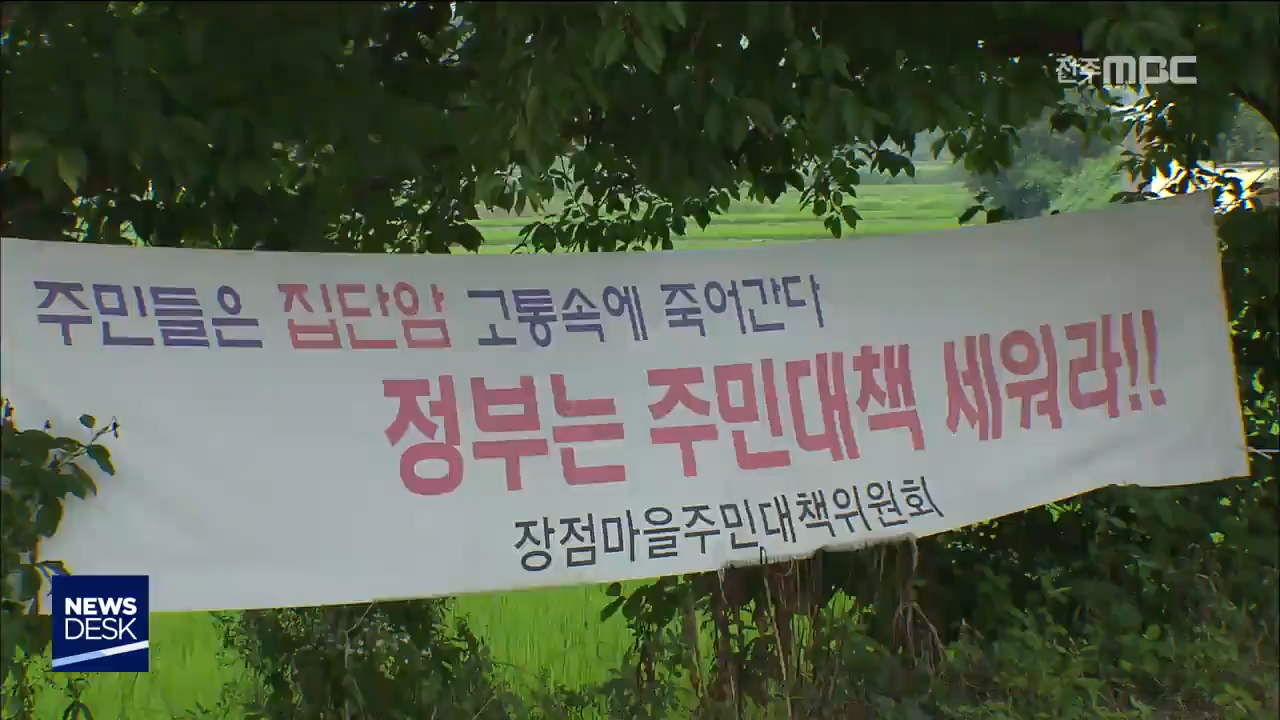 전주MBC
주민들은 집단암 고통속에 죽어간다
정부는 주민대책 세워라!!
장점마을주민대책위원회
NEWS
DESK